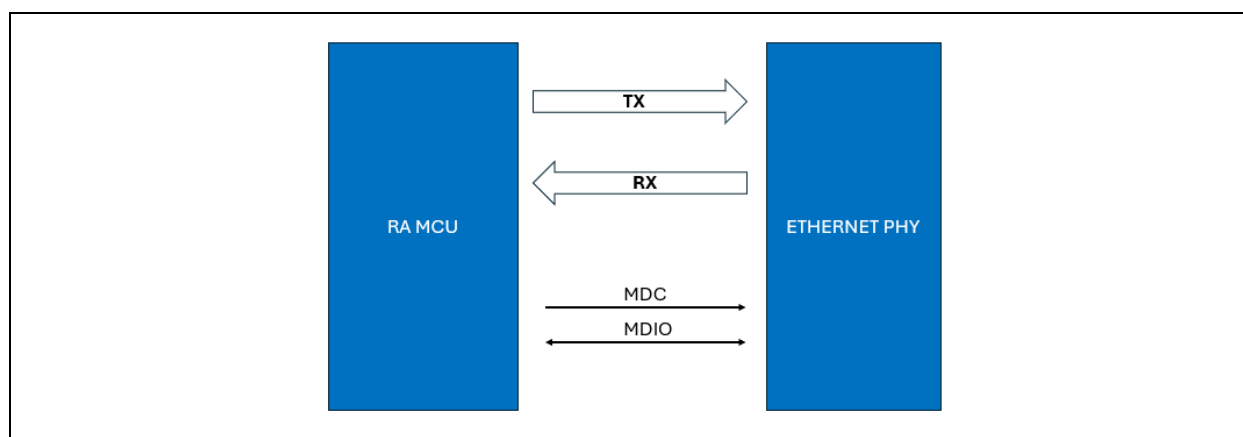 TX
RX
RA MCU
ETHERNET PHY
MDC
MDIO